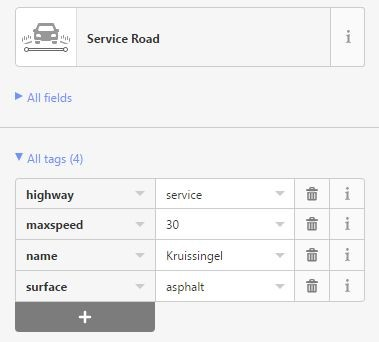 Service Road
i
All fields
All tags (4)
highway service i
maxspeed 30 i
name Kruissingel i
surface asphalt i
+